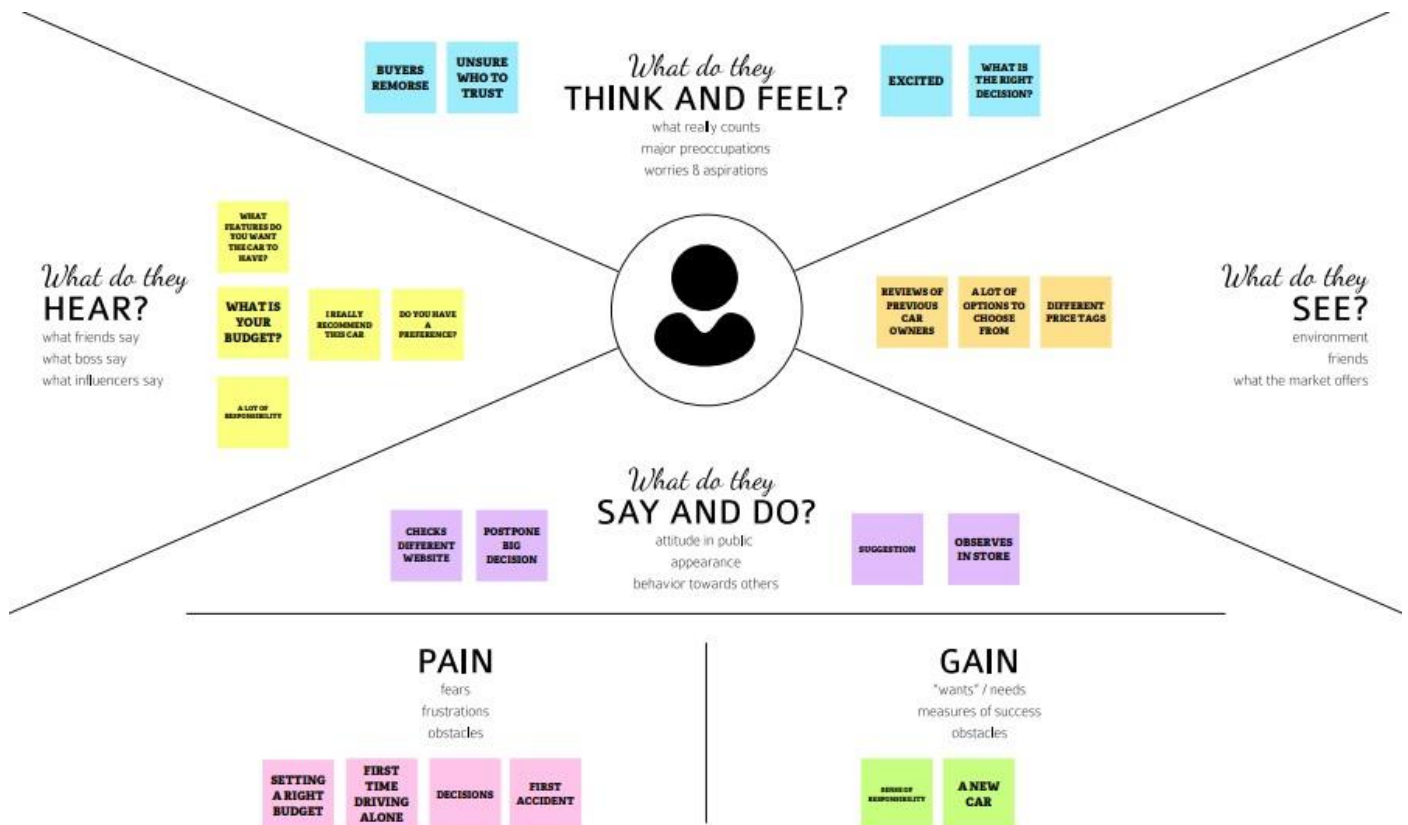 BUYERS
REMORSE
UNSURE
WHO TO
TRUST
What do they
THINK AND FEEL?
what really counts
major preoccupations
worries & aspirations
EXCITED
WHAT IS
THE RIGHT
DECISION?
What do they
HEAR?
what friends say
what boss say
what influencers say
WHAT
FEATURES DO
YOU WANT
THE CAR TO
HAVE?
WHAT IS
YOUR
BUDGET?
I REALLY
RECOMMEND
THIS CAR
DO YOU HAVE
A
PREFERENCE?
A LOT OF
RESPONSIBILITY
REVIEWS OF
PREVIOUS
CAR
OWNERS
A LOT OF
OPTIONS TO
CHOOSE
FROM
DIFFERENT
PRICE TAGS
What do they
SEE?
environment
friends
what the market offers
What do they
SAY AND DO?
attitude in public
appearance
behavior towards others
CHECKS
DIFFERENT
WEBSITE
POSTPONE
BIG
DECISION
SUGGESTION
OBSERVES
IN STORE
PAIN
fears
frustrations
obstacles
SETTING
A RIGHT
BUDGET
FIRST
TIME
DRIVING
ALONE
DECISIONS
FIRST
ACCIDENT
GAIN
"wants" / needs
measures of success
obstacles
SENSE OF
RESPONSIBILITY
A NEW
CAR